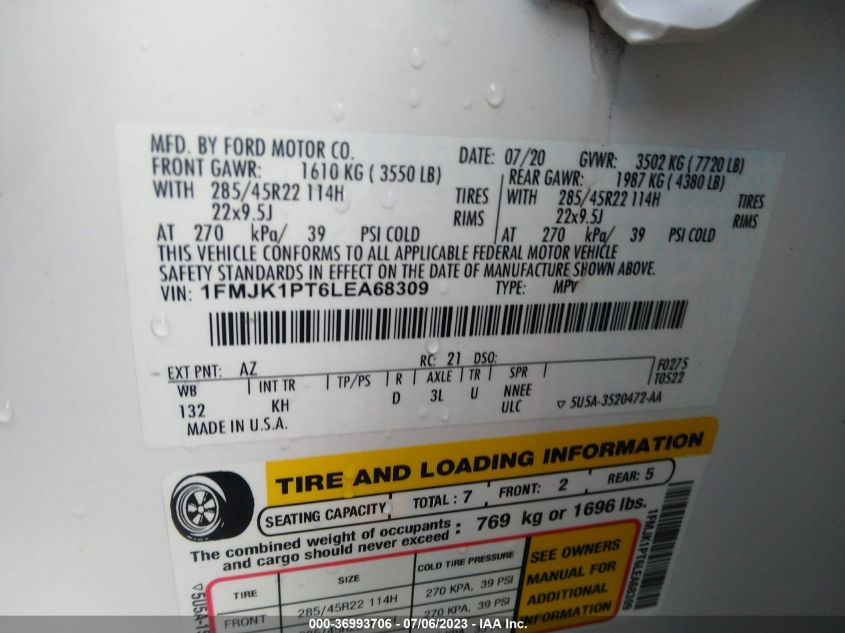 MFD. BY FORD MOTOR CO.
DATE: 07/20 GVWR: 3502 KG ( 7720 LB)
FRONT GAWR: 1610 KG ( 3550 LB)
REAR GAWR: 1987 KG ( 4380 LB)
WITH 285/45R22 114H TIRES
WITH 285/45R22 114H TIRES
22x9.5J RIMS
22x9.5J RIMS
AT 270 kPa/ 39 PSI COLD
AT 270 kPa/ 39 PSI COLD
THIS VEHICLE CONFORMS TO ALL APPLICABLE FEDERAL MOTOR VEHICLE
SAFETY STANDARDS IN EFFECT ON THE DATE OF MANUFACTURE SHOWN ABOVE.
VIN: 1FMJK1PT6LEA68309 TYPE: MPV
EXT PNT: AZ RC: 21 DSO:
F0275
T0522
WB INT TR TP/PS R AXLE TR SPR
132 KH D 3L U NNEE
ULC
▽ 5U5A-3520472-AA
MADE IN U.S.A.
TIRE AND LOADING INFORMATION
SEATING CAPACITY TOTAL : 7 FRONT: 2 REAR: 5
The combined weight of occupants
and cargo should never exceed : 769 kg or 1696 lbs.
TIRE SIZE COLD TIRE PRESSURE
FRONT 285/45R22 114H 270 KPA, 39 PSI
270 KPA, 39 PSI
SEE OWNERS
MANUAL FOR
ADDITIONAL
INFORMATION
1FMJK1PT6LEA68309
000-36993706 - 07/06/2023 - IAA Inc.